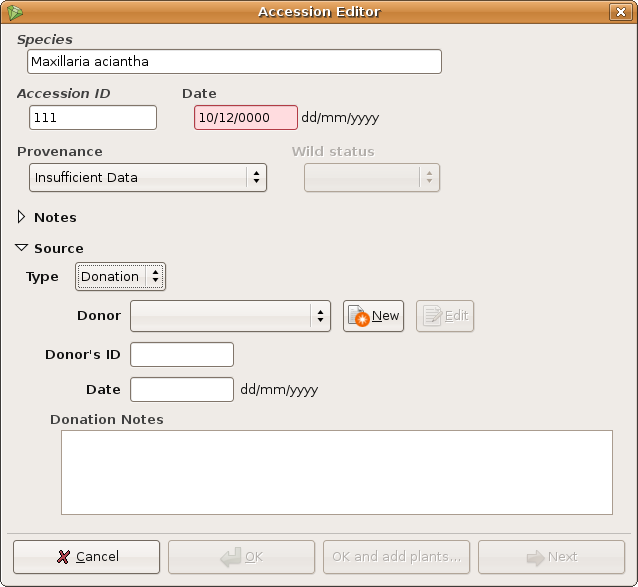 Accession Editor
Species
Maxillaria aciantha
Accession ID Date
111 10/12/0000 dd/mm/yyyy
Provenance Wild status
Insufficient Data
Notes
Source
Type Donation
Donor New Edit
Donor's ID
Date dd/mm/yyyy
Donation Notes
Cancel OK OK and add plants... Next